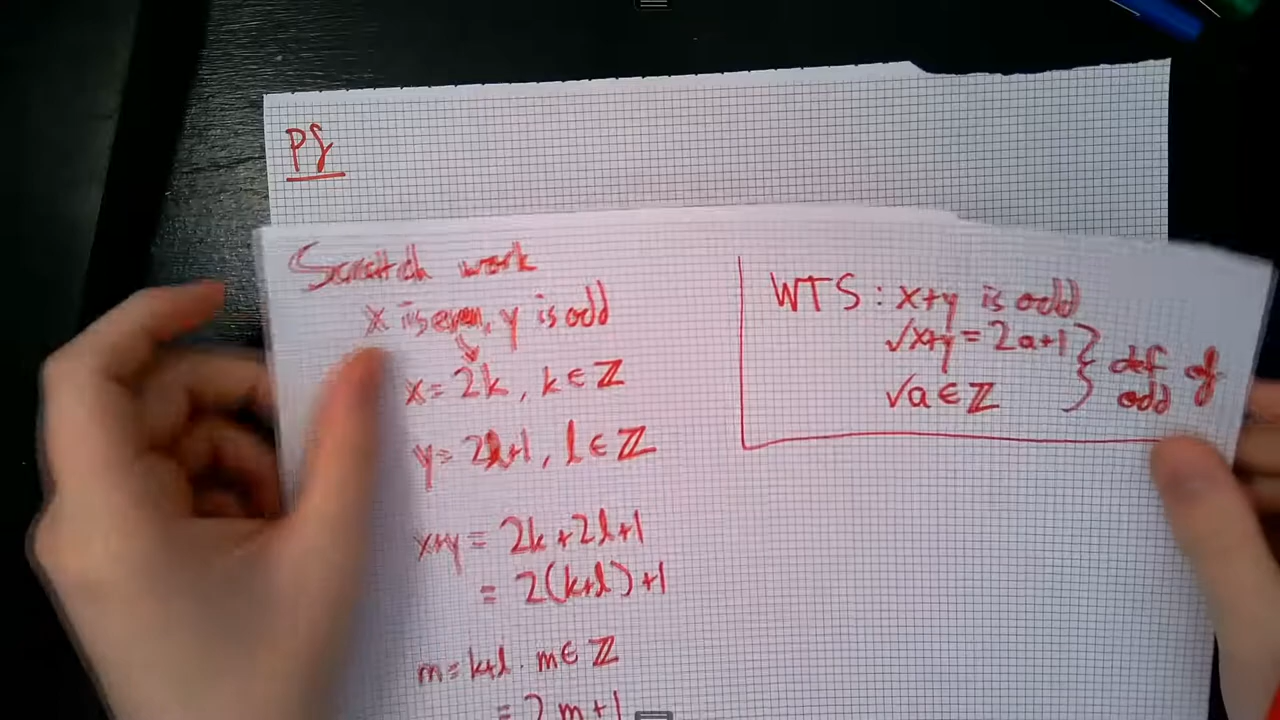 Pf
Scratch work
x is even, y is odd
x = 2k, k ∈ ℤ
y = 2l+1, l ∈ ℤ
x+y = 2k+2l+1
= 2(k+l)+1
m = k+l. m ∈ ℤ
= 2m+1
WTS: x+y is odd
√x+y = 2a+1
√a ∈ ℤ
} def of
odd